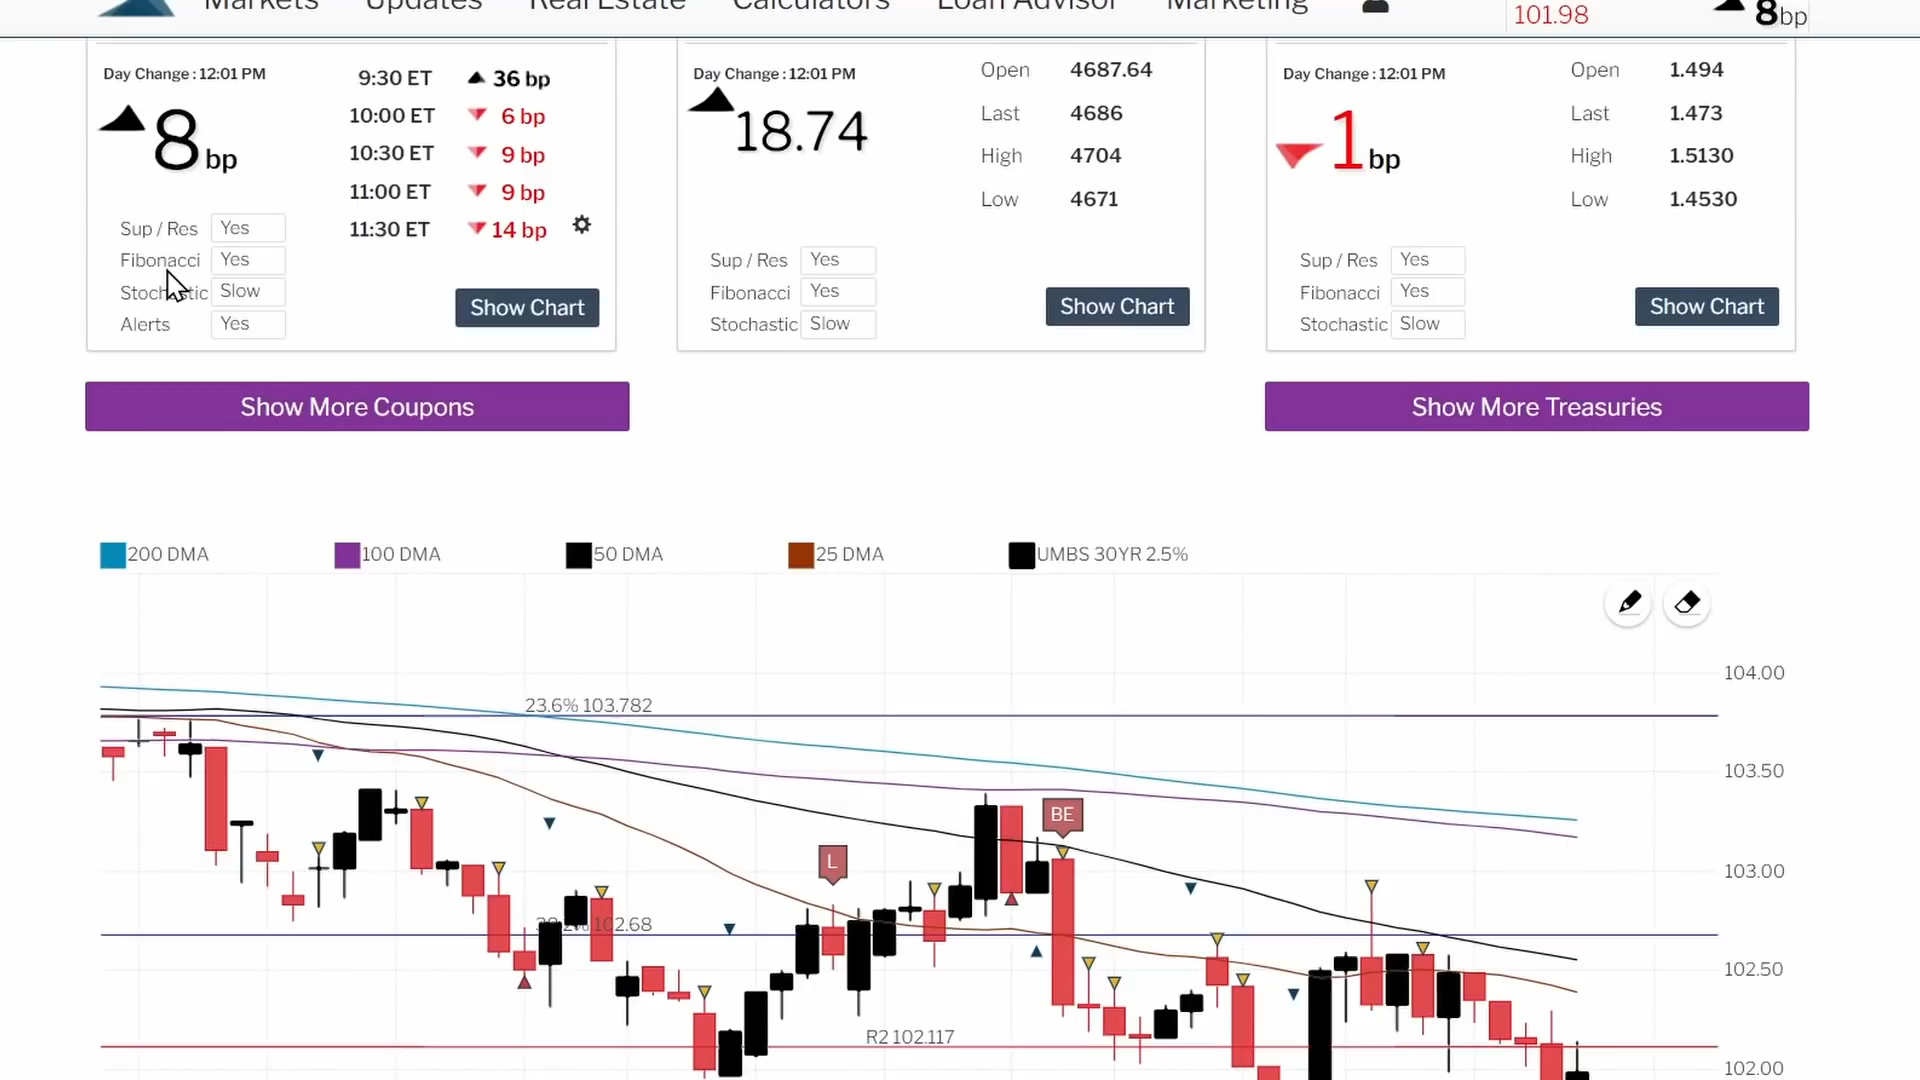 Markets Updates Real Estate Calculators Loan Advisor Marketing
101.98
8bp
Day Change : 12:01 PM
8 bp
9:30 ET 36 bp
10:00 ET 6 bp
10:30 ET 9 bp
11:00 ET 9 bp
11:30 ET 14 bp
Sup / Res Yes
Fibonacci Yes
Stochastic Slow
Alerts Yes
Show Chart
Day Change : 12:01 PM
18.74
Open 4687.64
Last 4686
High 4704
Low 4671
Sup / Res Yes
Fibonacci Yes
Stochastic Slow
Show Chart
Day Change : 12:01 PM
1 bp
Open 1.494
Last 1.473
High 1.5130
Low 1.4530
Sup / Res Yes
Fibonacci Yes
Stochastic Slow
Show Chart
Show More Coupons
Show More Treasuries
200 DMA 100 DMA 50 DMA 25 DMA UMBS 30YR 2.5%
104.00
23.6% 103.782
103.50
BE
L
103.00
102.68
102.50
R2 102.117
102.00